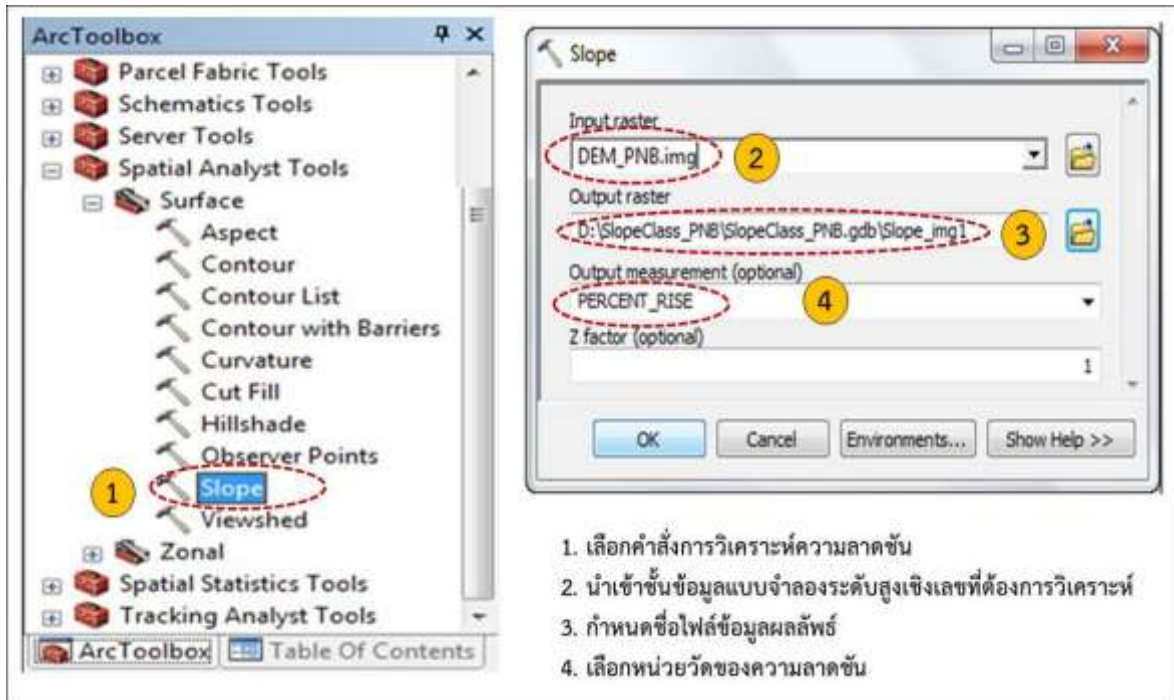 ArcToolbox
Parcel Fabric Tools
Schematics Tools
Server Tools
Spatial Analyst Tools
Surface
Aspect
Contour
Contour List
Contour with Barriers
Curvature
Cut Fill
Hillshade
Observer Points
1
Slope
Viewshed
Zonal
Spatial Statistics Tools
Tracking Analyst Tools
ArcToolbox Table Of Contents
Slope
Input raster
DEM_PNB.img 2
Output raster
D:\SlopeClass_PNB\SlopeClass_PNB.gdb\Slope_img1 3
Output measurement (optional)
PERCENT_RISE 4
Z factor (optional)
1
OK Cancel Environments... Show Help >>
1. เลือกคำสั่งการวิเคราะห์ความลาดชัน
2. นำเข้าชั้นข้อมูลแบบจำลองระดับสูงเชิงเลขที่ต้องการวิเคราะห์
3. กำหนดชื่อไฟล์ข้อมูลผลลัพธ์
4. เลือกหน่วยวัดของความลาดชัน